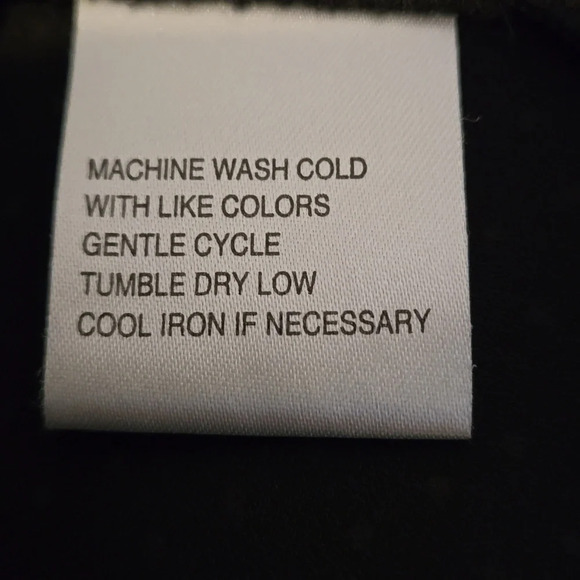 MACHINE WASH COLD
WITH LIKE COLORS
GENTLE CYCLE
TUMBLE DRY LOW
COOL IRON IF NECESSARY